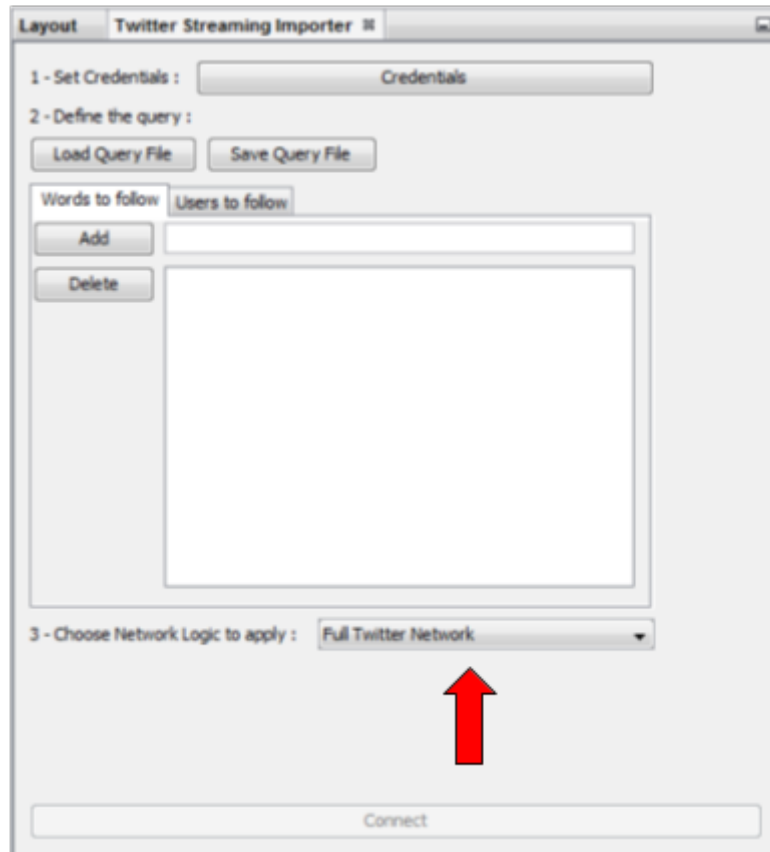 Layout Twitter Streaming Importer
1 - Set Credentials : Credentials
2 - Define the query :
Load Query File Save Query File
Words to follow Users to follow
Add
Delete
3 - Choose Network Logic to apply : Full Twitter Network
Connect